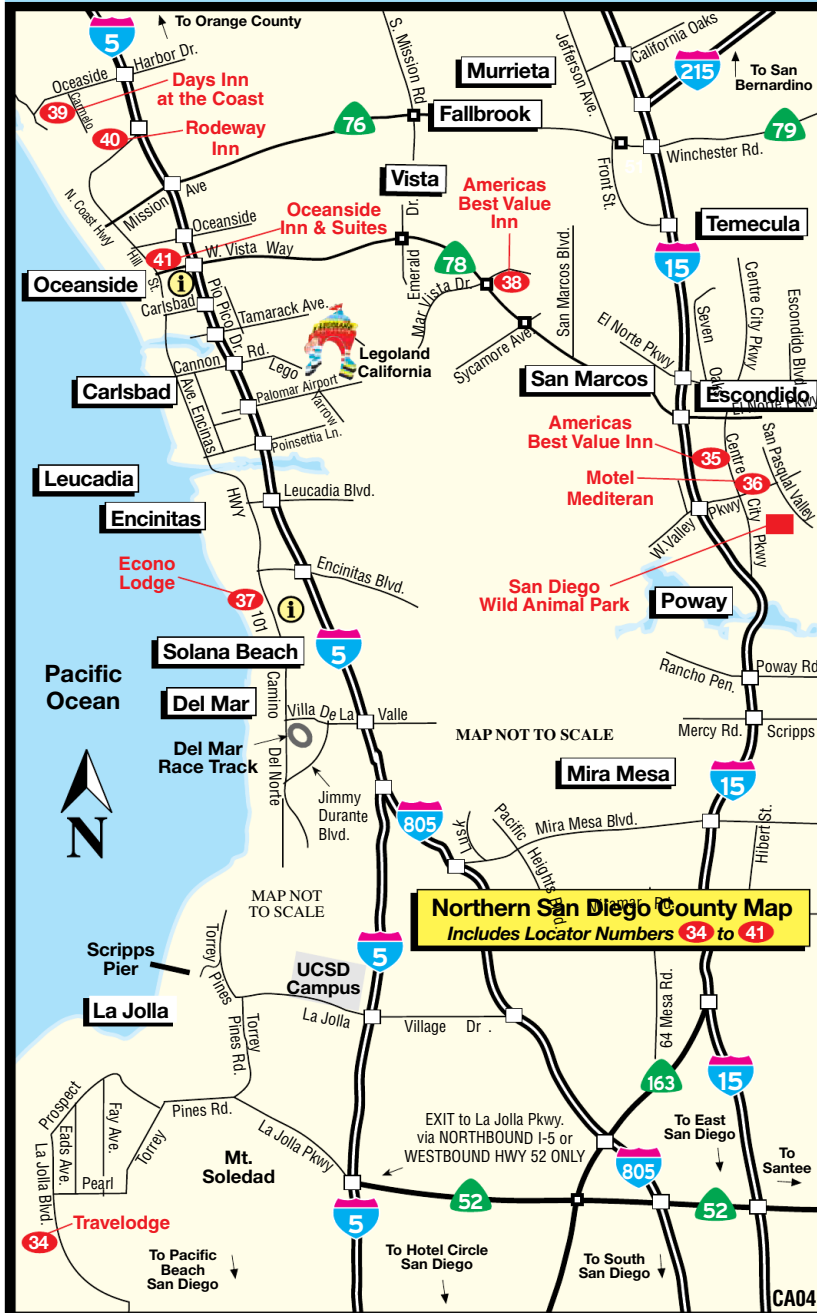 To Orange County
5
Oceaside
Harbor Dr.
Carmelo
39
Days Inn
at the Coast
40
Rodeway
Inn
S. Mission Rd
76
Murrieta
Fallbrook
Jefferson Ave.
California Oaks
215
To San
Bernardino
79
Winchester Rd.
Front St.
Temecula
15
N. Coast Hwy
Mission Ave
Oceanside
Oceanside
Inn & Suites
41
W. Vista Way
Hill St.
Vista
Emerald Dr.
Americas
Best Value
Inn
38
78
Mar Vista Dr.
Sycamore Ave.
San Marcos Blvd.
Oceanside
i
Carlsbad
Pio Pico Dr
Tamarack Ave.
LEGOLAND
Legoland
California
Cannon Rd.
Lego
Palomar Airport
Yarrow
Poinsettia Ln.
Ave. Encinas
Carlsbad
El Norte Pkwy
Seven Oaks
Centre City Pkwy
Escondido Blvd
San Marcos
Escondido
El Norte Pkwy
Americas
Best Value Inn
35
Motel
Mediteran
36
Centre City Pkwy
San Pasqual Valley
W. Valley Pkwy
San Diego
Wild Animal Park
Leucadia
Encinitas
HWY
101
Leucadia Blvd.
Econo
Lodge
37
i
Encinitas Blvd.
Poway
Solana Beach
5
Rancho Pen.
Poway Rd
Pacific
Ocean
Del Mar
Camino Del Norte
Villa De La Valle
Del Mar
Race Track
Jimmy
Durante
Blvd.
MAP NOT TO SCALE
Mercy Rd.
Scripps
Mira Mesa
15
N
805
Lusk
Pacific Heights Blvd.
Mira Mesa Blvd.
Hibert St.
MAP NOT
TO SCALE
Miramar Rd.
Northern San Diego County Map
Includes Locator Numbers 34 to 41
Scripps
Pier
Torrey Pines
UCSD
Campus
5
La Jolla
La Jolla Village Dr.
64 Mesa Rd.
Torrey
Pines Rd.
163
15
Prospect
Fay Ave.
Eads Ave.
Pearl
La Jolla Blvd.
Torrey
Pines Rd.
La Jolla Pkwy
Mt.
Soledad
EXIT to La Jolla Pkwy.
via NORTHBOUND I-5 or
WESTBOUND HWY 52 ONLY
To East
San Diego
To
Santee
805
52
52
5
34
Travelodge
To Pacific
Beach
San Diego
To Hotel Circle
San Diego
To South
San Diego
CA04